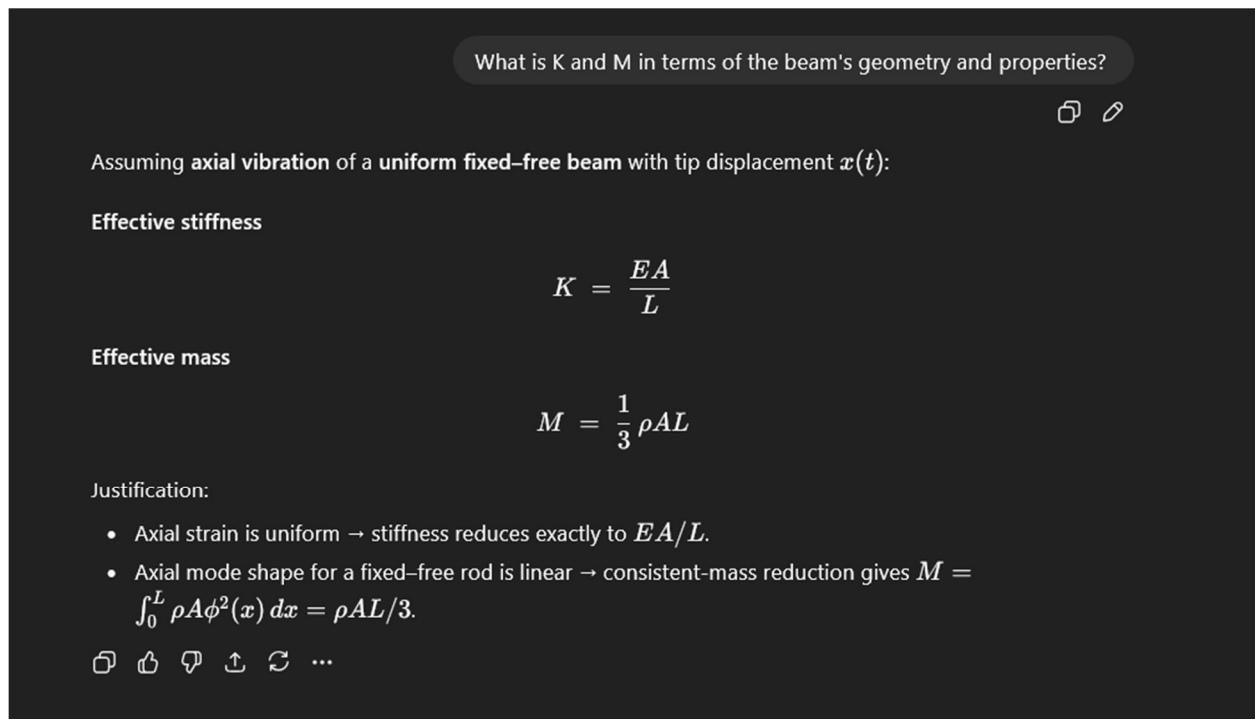 What is K and M in terms of the beam's geometry and properties?
Assuming axial vibration of a uniform fixed–free beam with tip displacement x(t):
Effective stiffness
K = EA/L
Effective mass
M = 1/3 ρAL
Justification:
• Axial strain is uniform → stiffness reduces exactly to EA/L.
• Axial mode shape for a fixed–free rod is linear → consistent-mass reduction gives M =
∫₀ᴸ ρAϕ²(x) dx = ρAL/3.